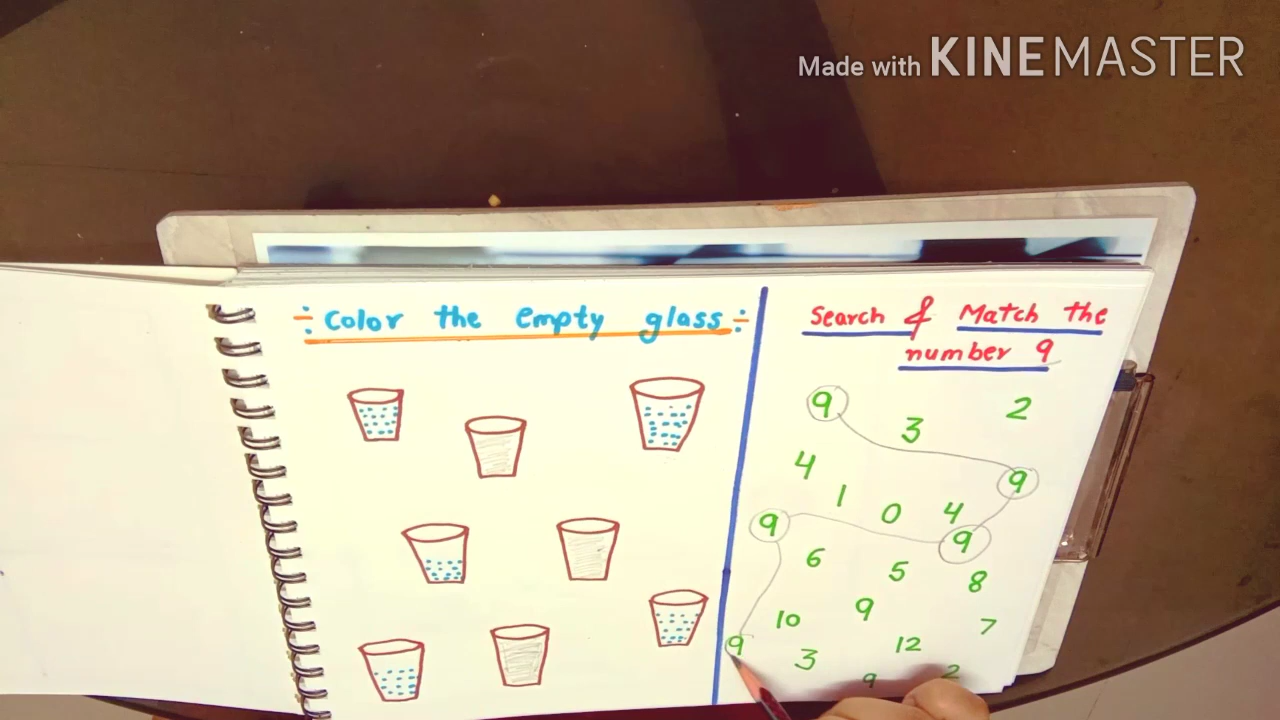 Made with KINEMASTER
÷ Color the empty glass ÷
Search & Match the
number 9
9 3 2
4 9
1 0 4
9 9
6 5 8
10 9 7
9 3 12
9 2